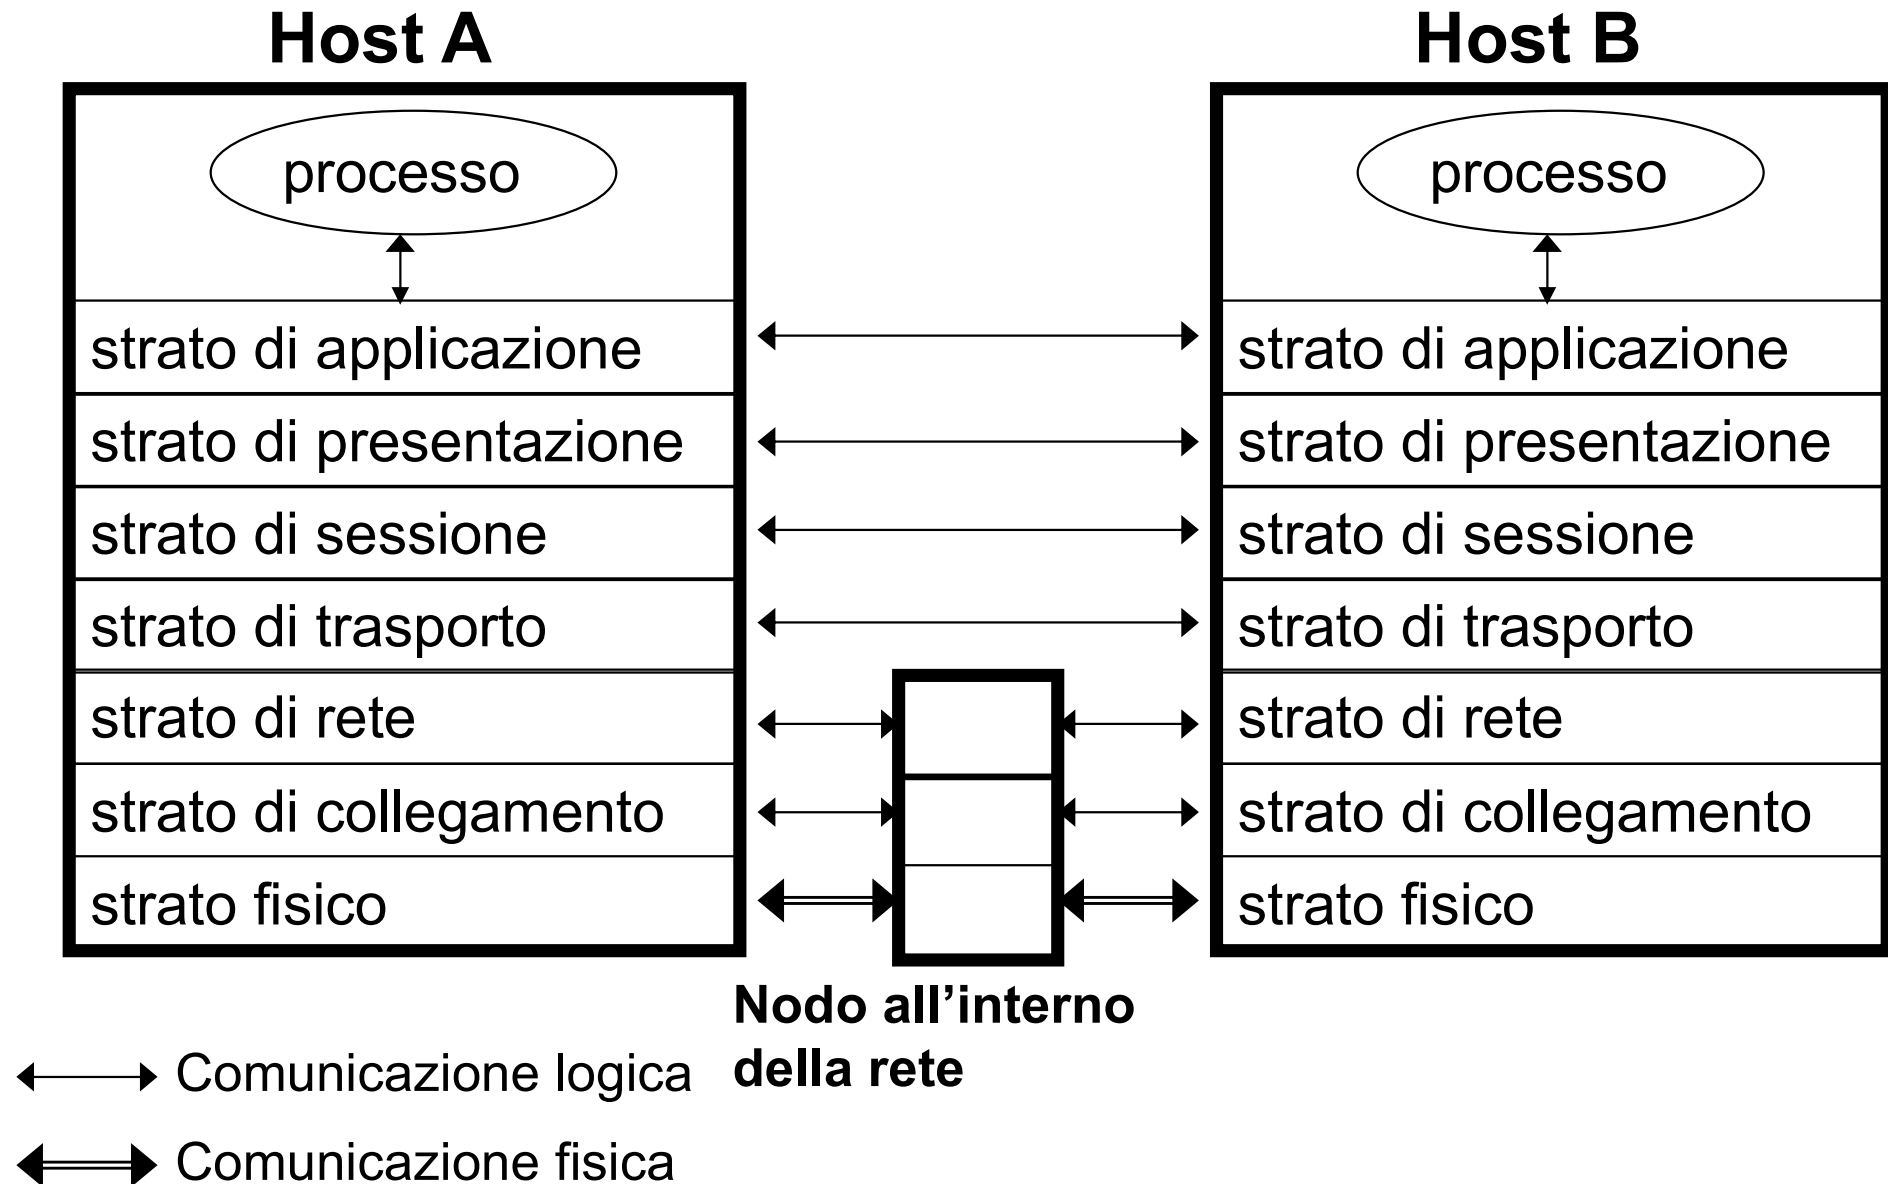 Host A
Host B
processo
processo
strato di applicazione
strato di applicazione
strato di presentazione
strato di presentazione
strato di sessione
strato di sessione
strato di trasporto
strato di trasporto
strato di rete
strato di rete
strato di collegamento
strato di collegamento
strato fisico
strato fisico
Nodo all’interno
della rete
Comunicazione logica
Comunicazione fisica